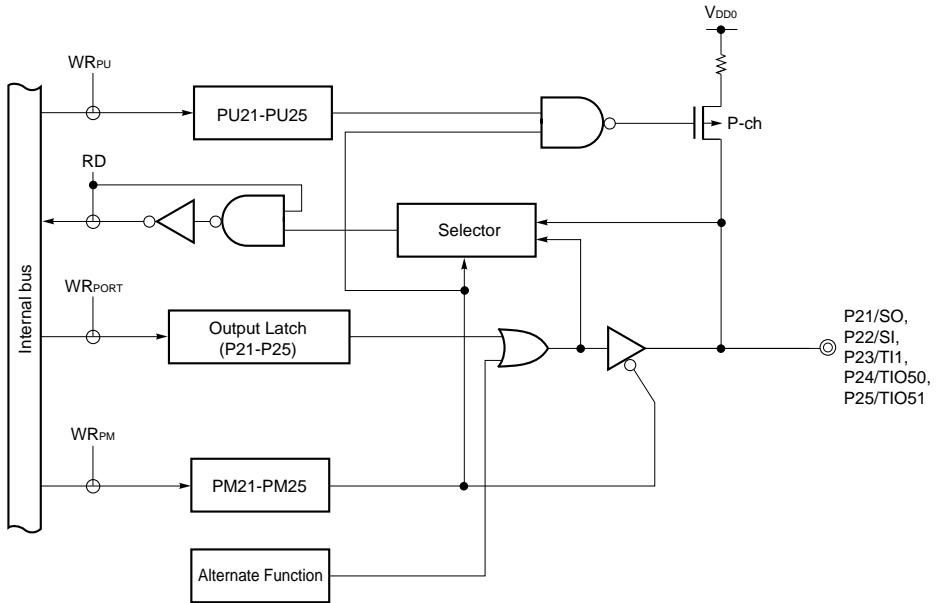 VDD0
WRPU
PU21-PU25
P-ch
RD
Selector
Internal bus
WRPORT
Output Latch
(P21-P25)
P21/SO,
P22/SI,
P23/TI1,
P24/TIO50,
P25/TIO51
WRPM
PM21-PM25
Alternate Function